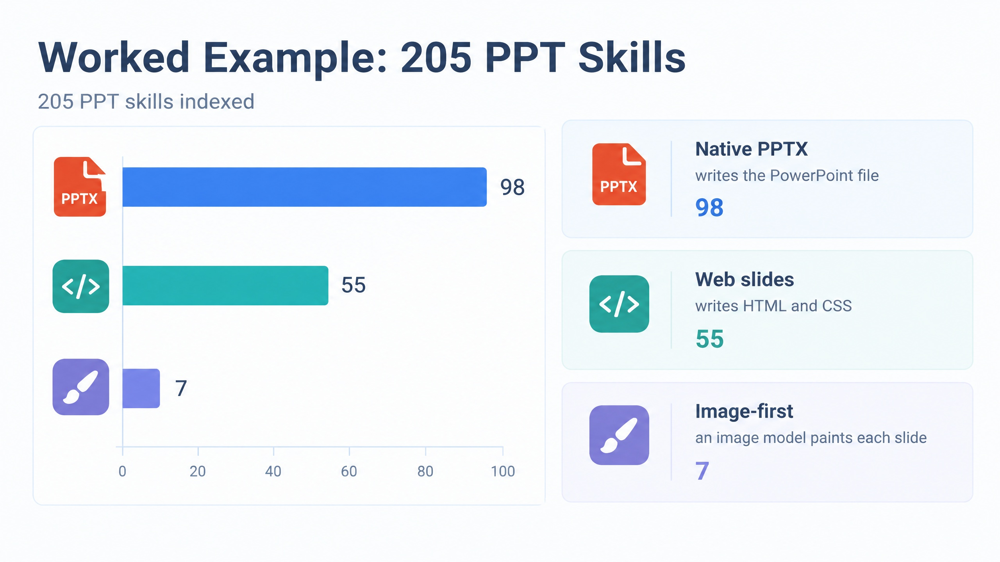 Worked Example: 205 PPT Skills
205 PPT skills indexed
PPTX
98
</>
55
7
0 20 40 60 80 100
PPTX
Native PPTX
writes the PowerPoint file
98
</>
Web slides
writes HTML and CSS
55
Image-first
an image model paints each slide
7